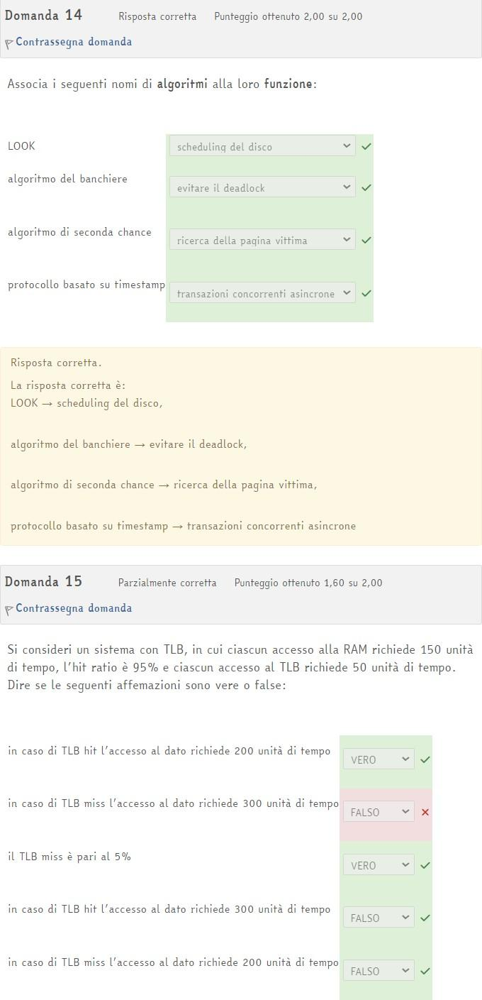 Domanda 14 Risposta corretta Punteggio ottenuto 2,00 su 2,00
Contrassegna domanda
Associa i seguenti nomi di algoritmi alla loro funzione:
LOOK scheduling del disco
algoritmo del banchiere evitare il deadlock
algoritmo di seconda chance ricerca della pagina vittima
protocollo basato su timestamp transazioni concorrenti asincrone
Risposta corretta.
La risposta corretta è:
LOOK → scheduling del disco,
algoritmo del banchiere → evitare il deadlock,
algoritmo di seconda chance → ricerca della pagina vittima,
protocollo basato su timestamp → transazioni concorrenti asincrone
Domanda 15 Parzialmente corretta Punteggio ottenuto 1,60 su 2,00
Contrassegna domanda
Si consideri un sistema con TLB, in cui ciascun accesso alla RAM richiede 150 unità
di tempo, l'hit ratio è 95% e ciascun accesso al TLB richiede 50 unità di tempo.
Dire se le seguenti affemazioni sono vere o false:
in caso di TLB hit l'accesso al dato richiede 200 unità di tempo VERO
in caso di TLB miss l'accesso al dato richiede 300 unità di tempo FALSO
il TLB miss è pari al 5% VERO
in caso di TLB hit l'accesso al dato richiede 300 unità di tempo FALSO
in caso di TLB miss l'accesso al dato richiede 200 unità di tempo FALSO